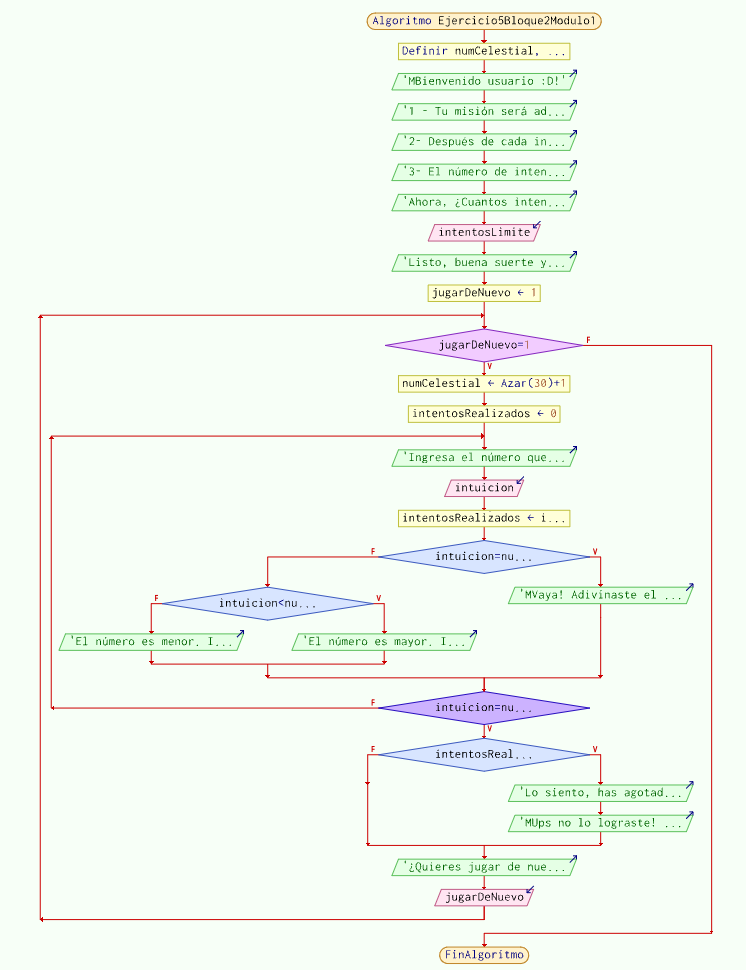 Algoritmo Ejercicio5Bloque2Modulo1
Definir numCelestial, ...
'MBienvenido usuario :D!'
'1 - Tu misión será ad...
'2- Después de cada in...
'3- El número de inten...
'Ahora, ¿Cuantos inten...
intentosLimite
'Listo, buena suerte y...
jugarDeNuevo ← 1
jugarDeNuevo=1
F
V
numCelestial ← Azar(30)+1
intentosRealizados ← 0
'Ingresa el número que...
intuicion
intentosRealizados ← i...
F
intuicion=nu...
V
F
intuicion<nu...
V
'MVaya! Adivinaste el ...
'El número es menor. I...
'El número es mayor. I...
F
intuicion=nu...
V
F
intentosReal...
V
'Lo siento, has agotad...
'MUps no lo lograste! ...
'¿Quieres jugar de nue...
jugarDeNuevo
FinAlgoritmo